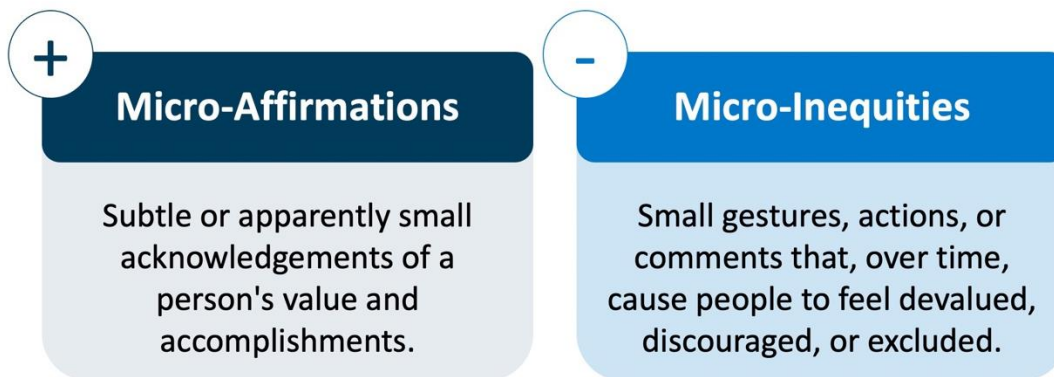 +
Micro-Affirmations
Subtle or apparently small
acknowledgements of a
person's value and
accomplishments.
-
Micro-Inequities
Small gestures, actions, or
comments that, over time,
cause people to feel devalued,
discouraged, or excluded.